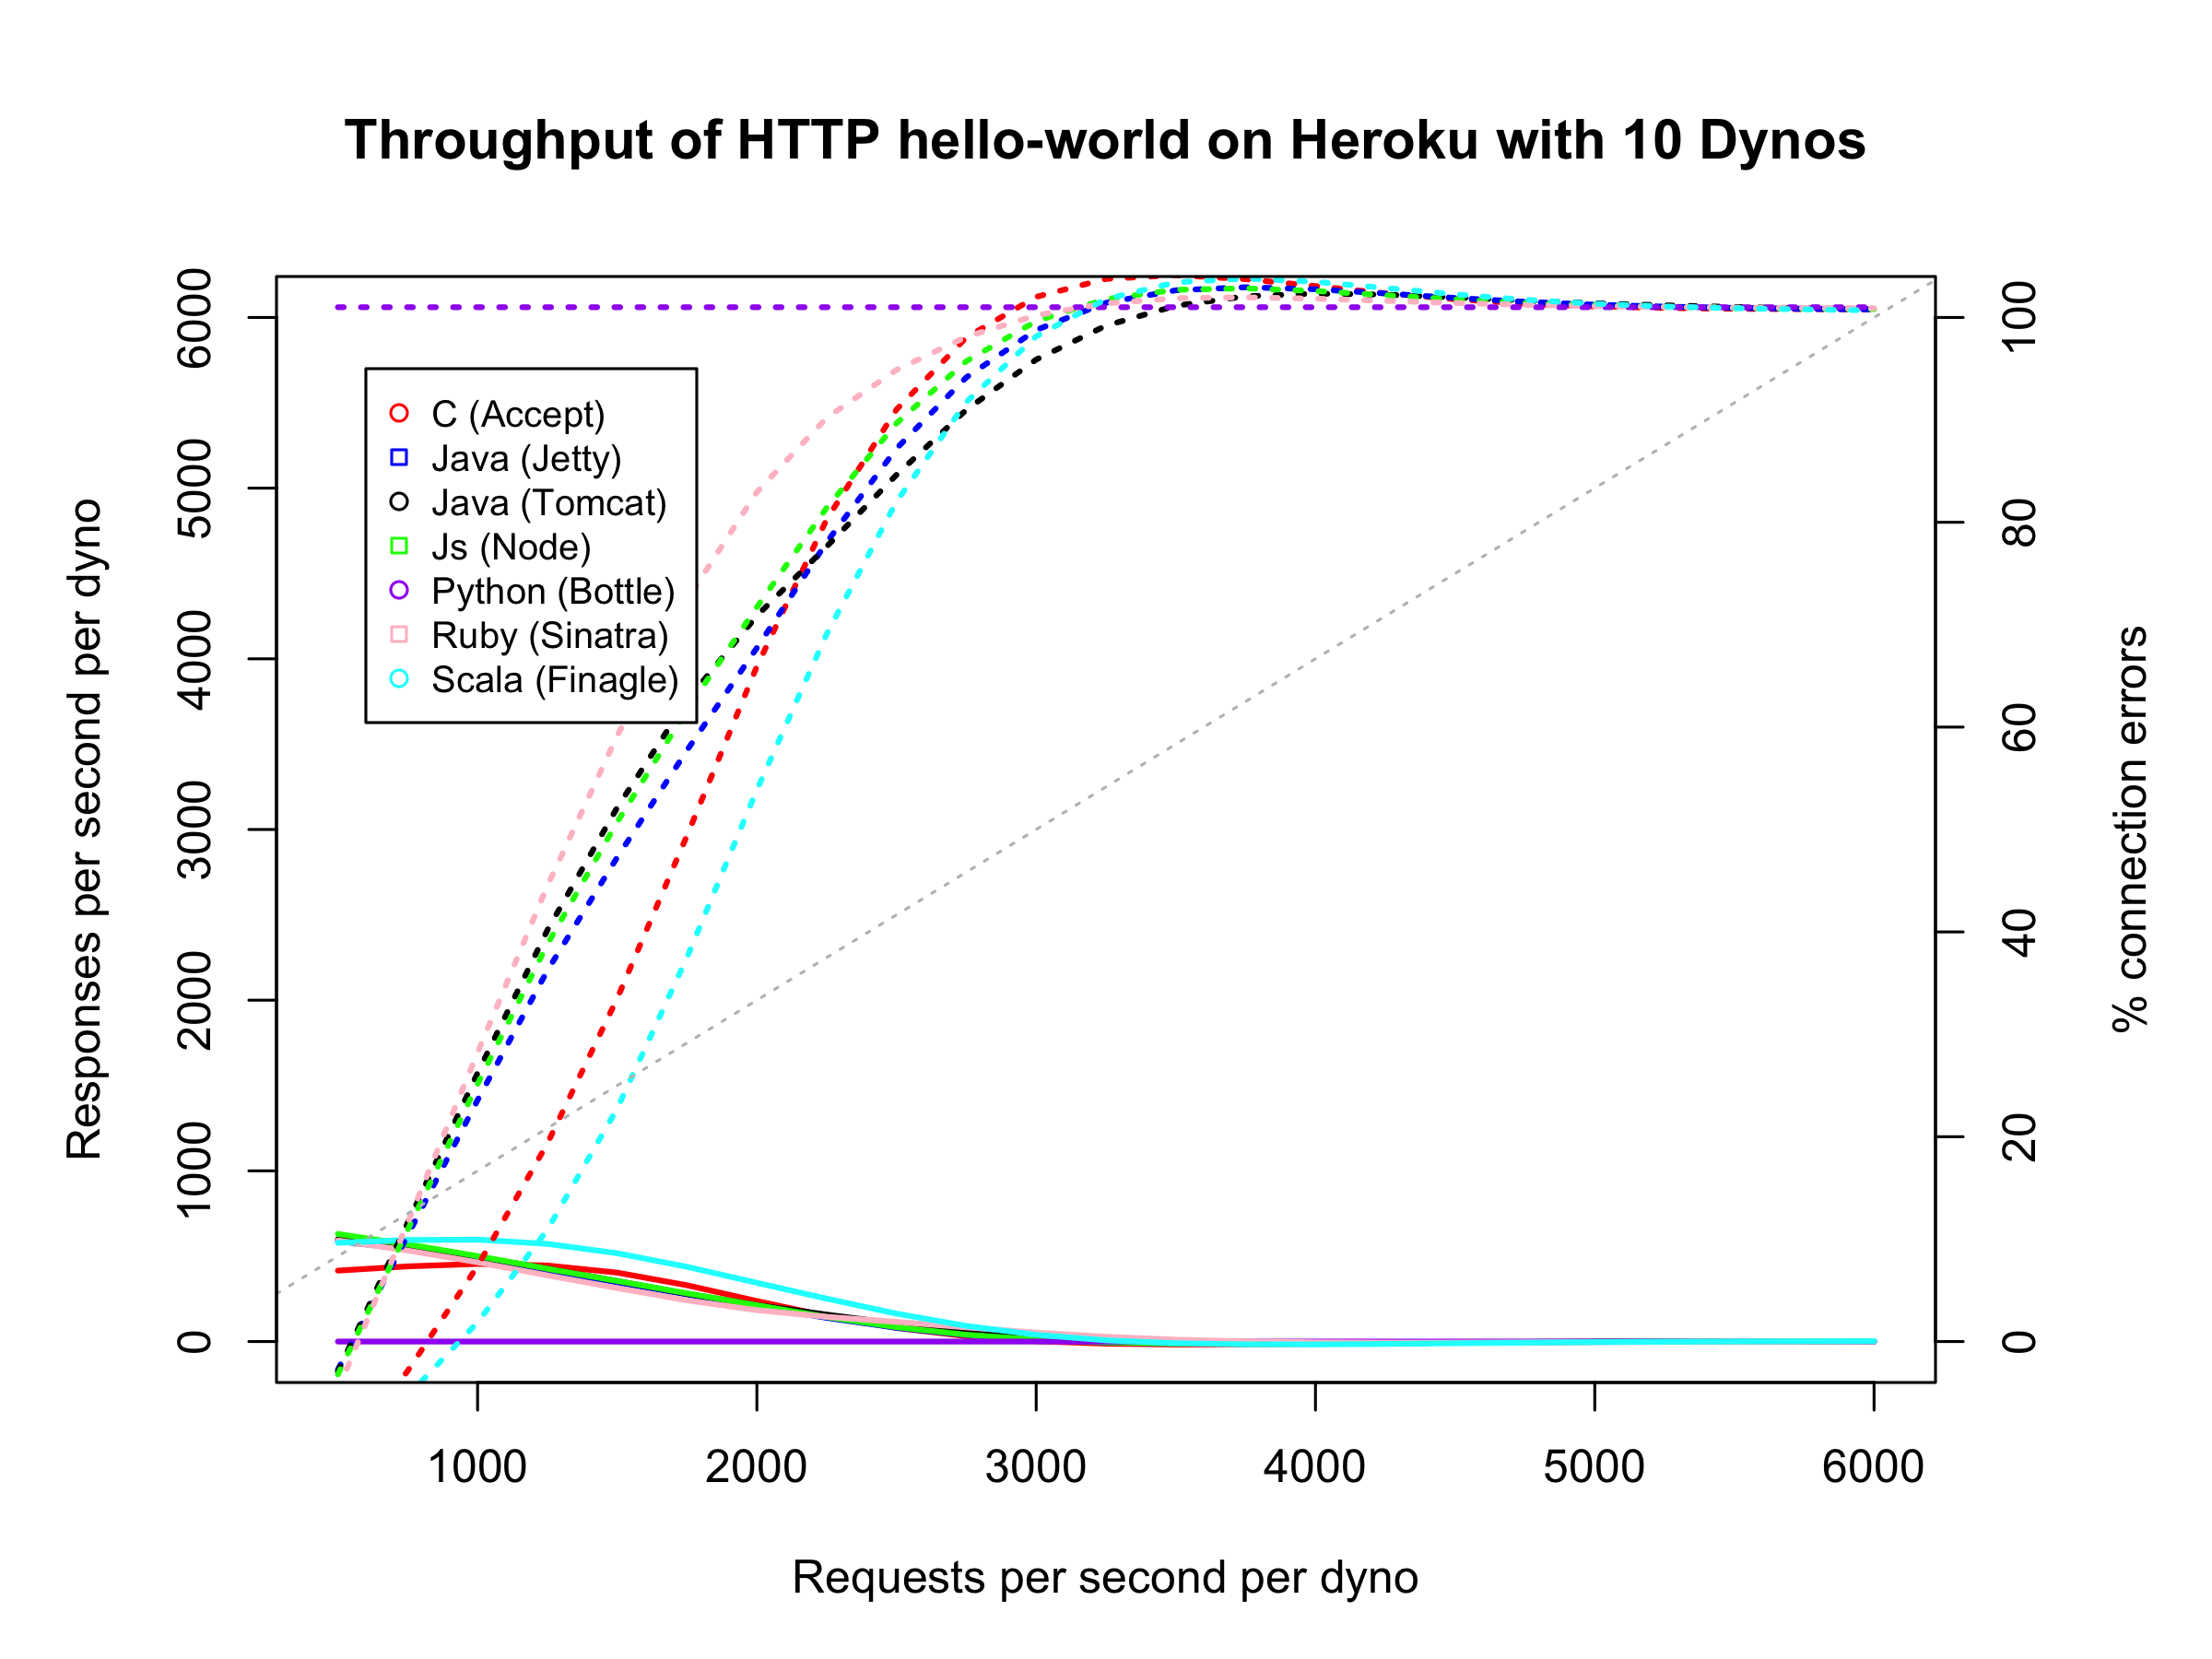 Throughput of HTTP hello-world on Heroku with 10 Dynos
Responses per second per dyno
0
1000
2000
3000
4000
5000
6000
C (Accept)
Java (Jetty)
Java (Tomcat)
Js (Node)
Python (Bottle)
Ruby (Sinatra)
Scala (Finagle)
0
20
40
60
80
100
% connection errors
1000 2000 3000 4000 5000 6000
Requests per second per dyno